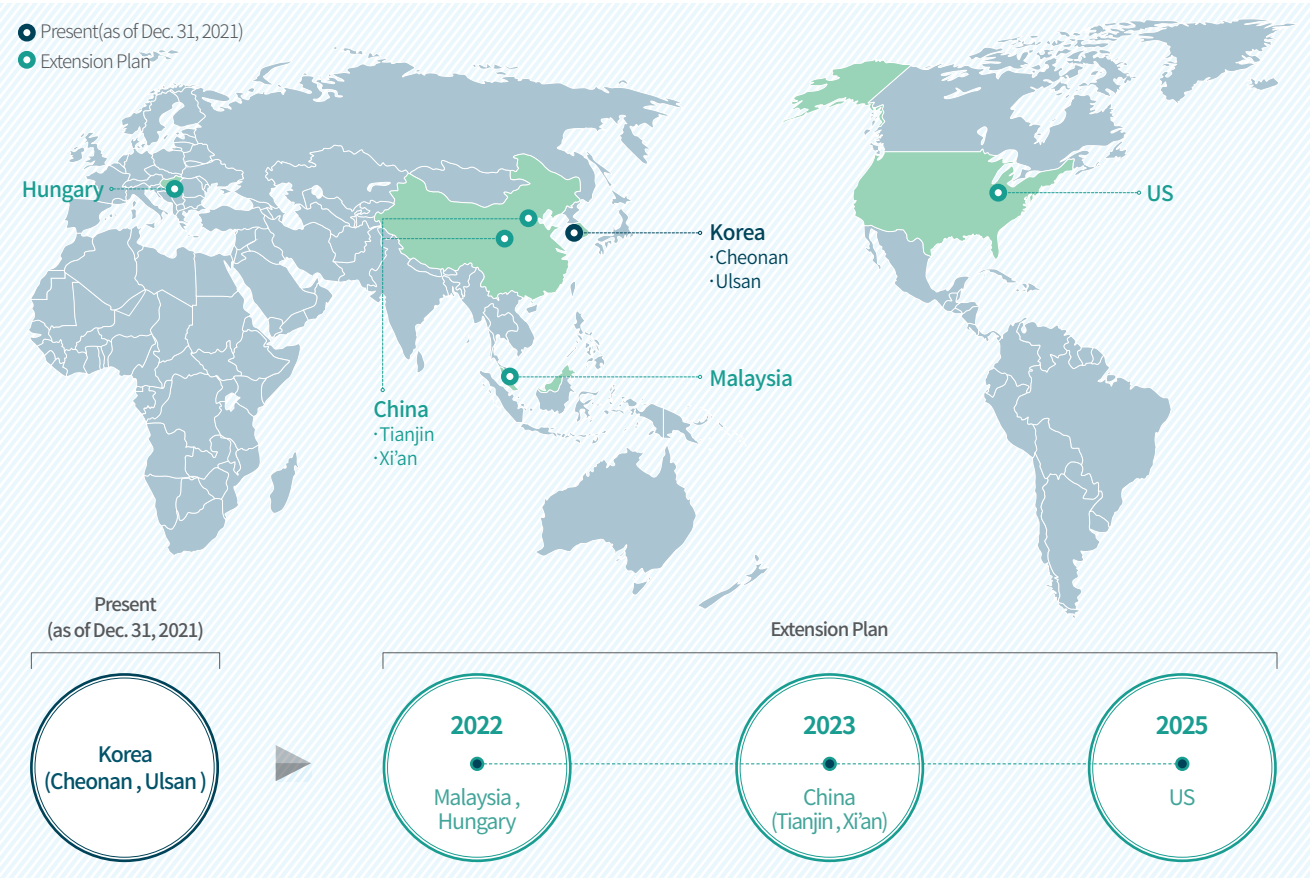 Present(as of Dec. 31, 2021)
Extension Plan
Hungary
US
Korea
·Cheonan
·Ulsan
Malaysia
China
·Tianjin
·Xi’an
Present
(as of Dec. 31, 2021)
Extension Plan
Korea
(Cheonan , Ulsan )
2022
Malaysia ,
Hungary
2023
China
(Tianjin , Xi’an)
2025
US